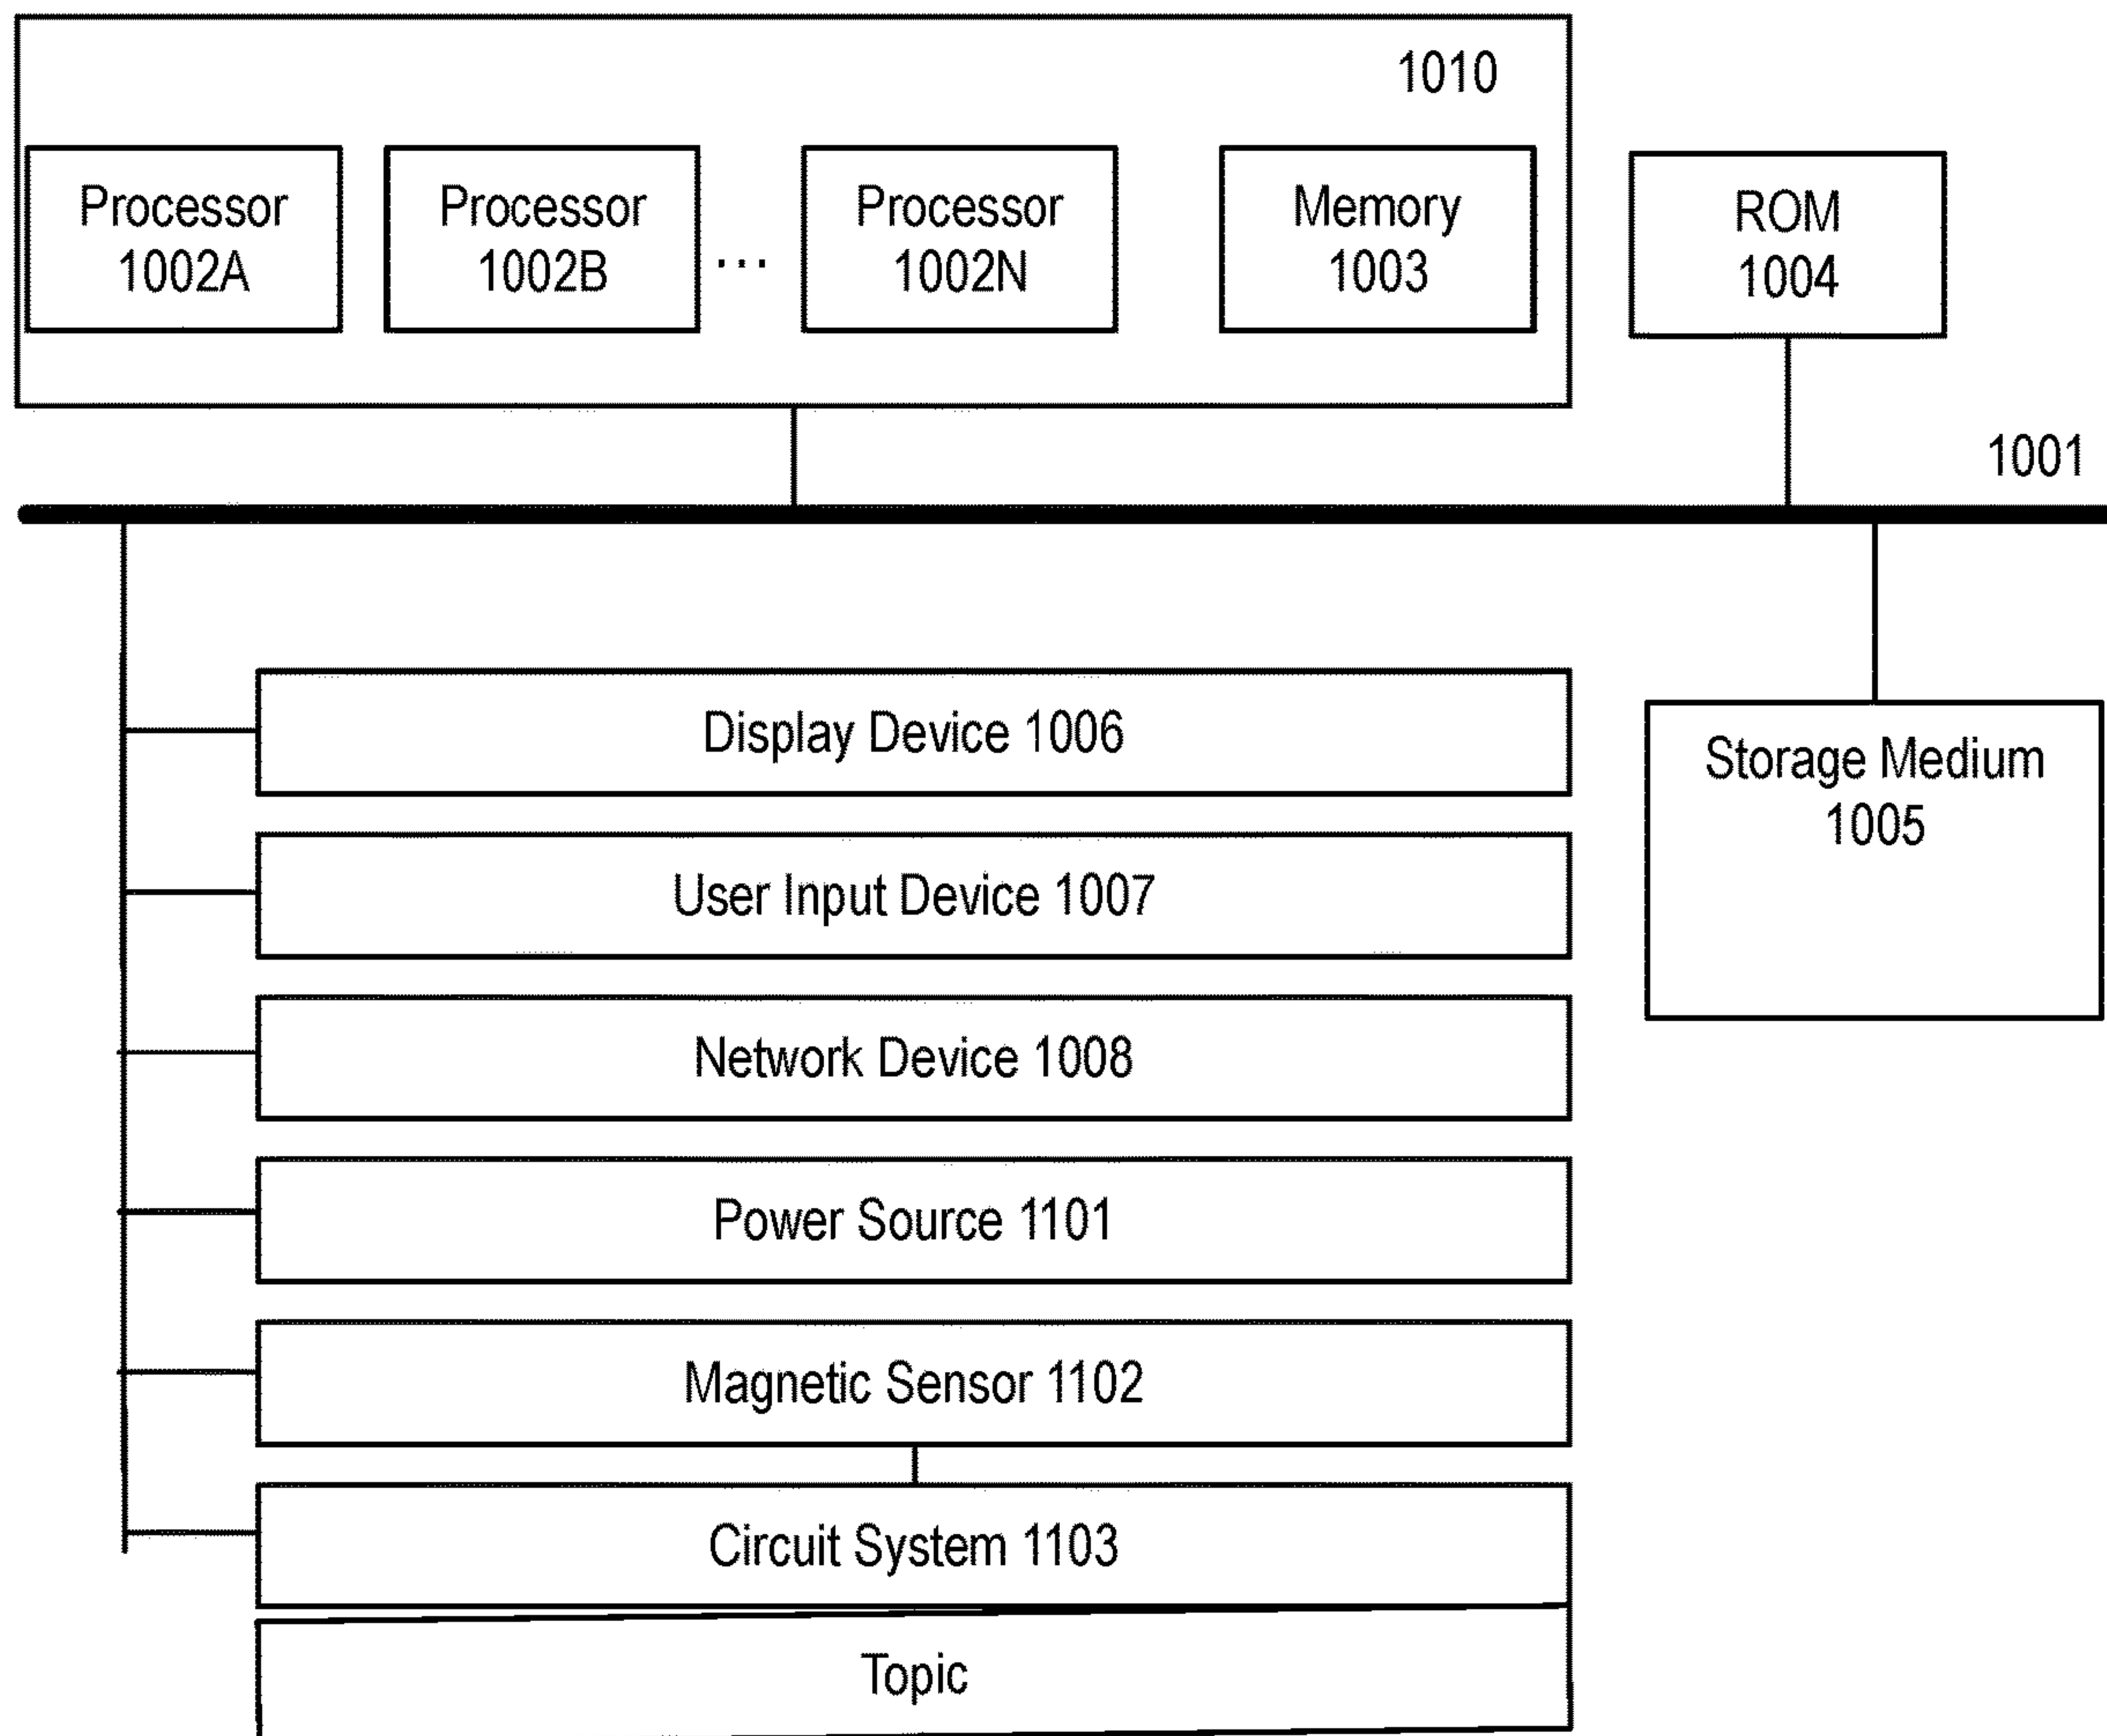 1010
Processor
1002A
Processor
1002B
...
Processor
1002N
Memory
1003
ROM
1004
1001
Display Device 1006
Storage Medium
1005
User Input Device 1007
Network Device 1008
Power Source 1101
Magnetic Sensor 1102
Circuit System 1103
Topic